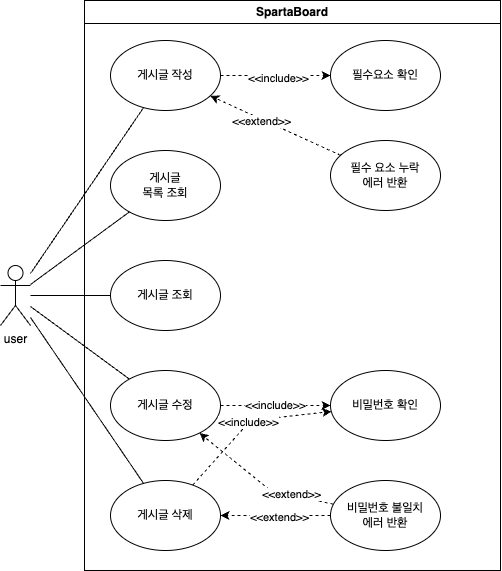 SpartaBoard
게시글 작성
<<include>>
필수요소 확인
<<extend>>
게시글
목록 조회
필수 요소 누락
에러 반환
게시글 조회
user
게시글 수정
<<include>>
비밀번호 확인
<<include>>
<<extend>>
게시글 삭제
<<extend>>
비밀번호 불일치
에러 반환